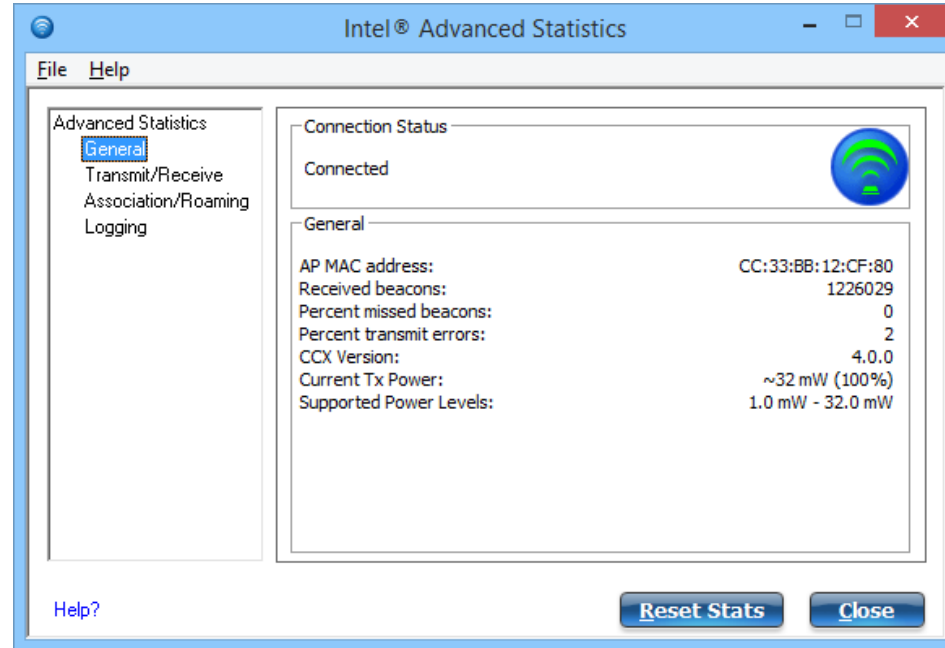 Intel® Advanced Statistics
File Help
Advanced Statistics
General
Transmit/Receive
Association/Roaming
Logging
Connection Status
Connected
General
AP MAC address: CC:33:BB:12:CF:80
Received beacons: 1226029
Percent missed beacons: 0
Percent transmit errors: 2
CCX Version: 4.0.0
Current Tx Power: ~32 mW (100%)
Supported Power Levels: 1.0 mW - 32.0 mW
Help? Reset Stats Close